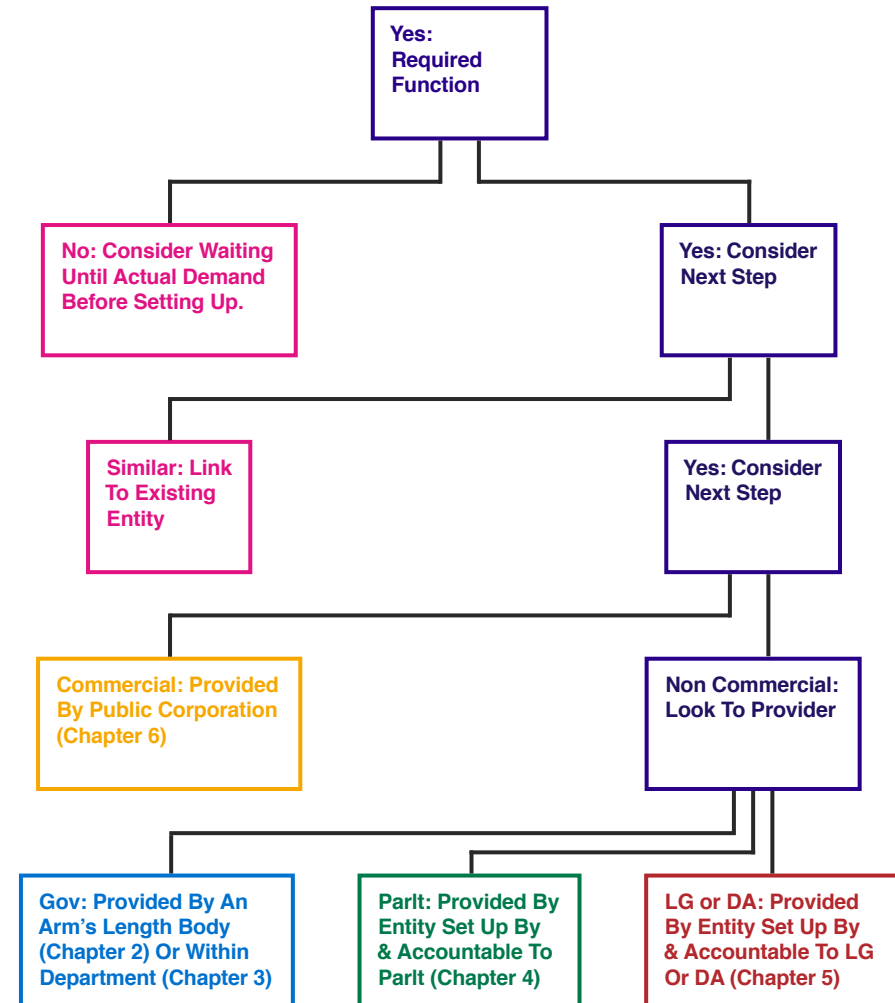 Yes:
Required
Function
No: Consider Waiting
Until Actual Demand
Before Setting Up.
Yes: Consider
Next Step
Similar: Link
To Existing
Entity
Yes: Consider
Next Step
Commercial: Provided
By Public Corporation
(Chapter 6)
Non Commercial:
Look To Provider
Gov: Provided By An
Arm's Length Body
(Chapter 2) Or Within
Department (Chapter 3)
Parlt: Provided By
Entity Set Up By
& Accountable To
Parlt (Chapter 4)
LG or DA: Provided
By Entity Set Up By
& Accountable To LG
Or DA (Chapter 5)